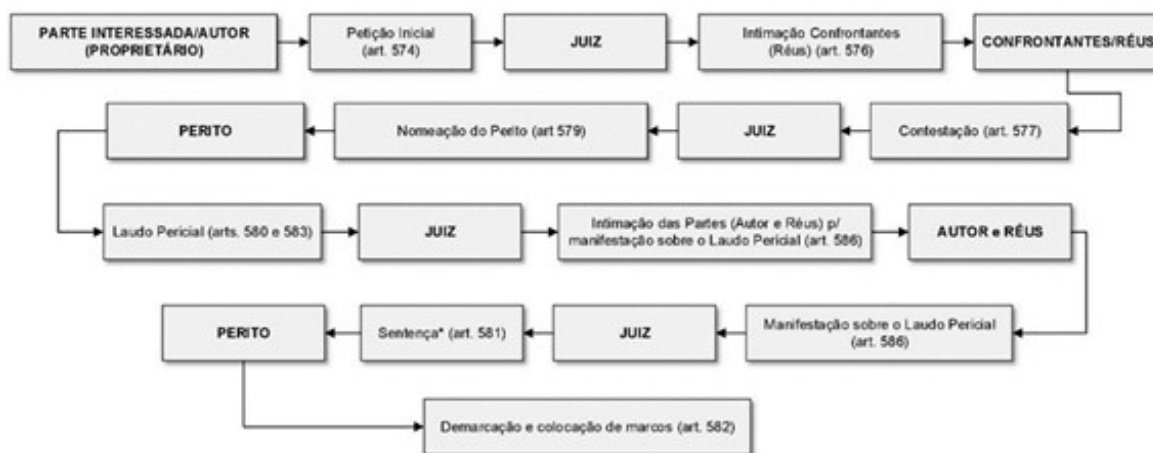 PARTE INTERESSADA/AUTOR
(PROPRIETÁRIO)
Petição Inicial
(art. 574)
JUIZ
Intimação Confrontantes
(Réus) (art. 576)
CONFRONTANTES/RÉUS
Contestação (art. 577)
JUIZ
Nomeação do Perito (art 579)
PERITO
Laudo Pericial (arts. 580 e 583)
JUIZ
Intimação das Partes (Autor e Réus) p/
manifestação sobre o Laudo Pericial (art. 586)
AUTOR e RÉUS
Manifestação sobre o Laudo Pericial
(art. 586)
JUIZ
Sentença* (art. 581)
PERITO
Demarcação e colocação de marcos (art. 582)